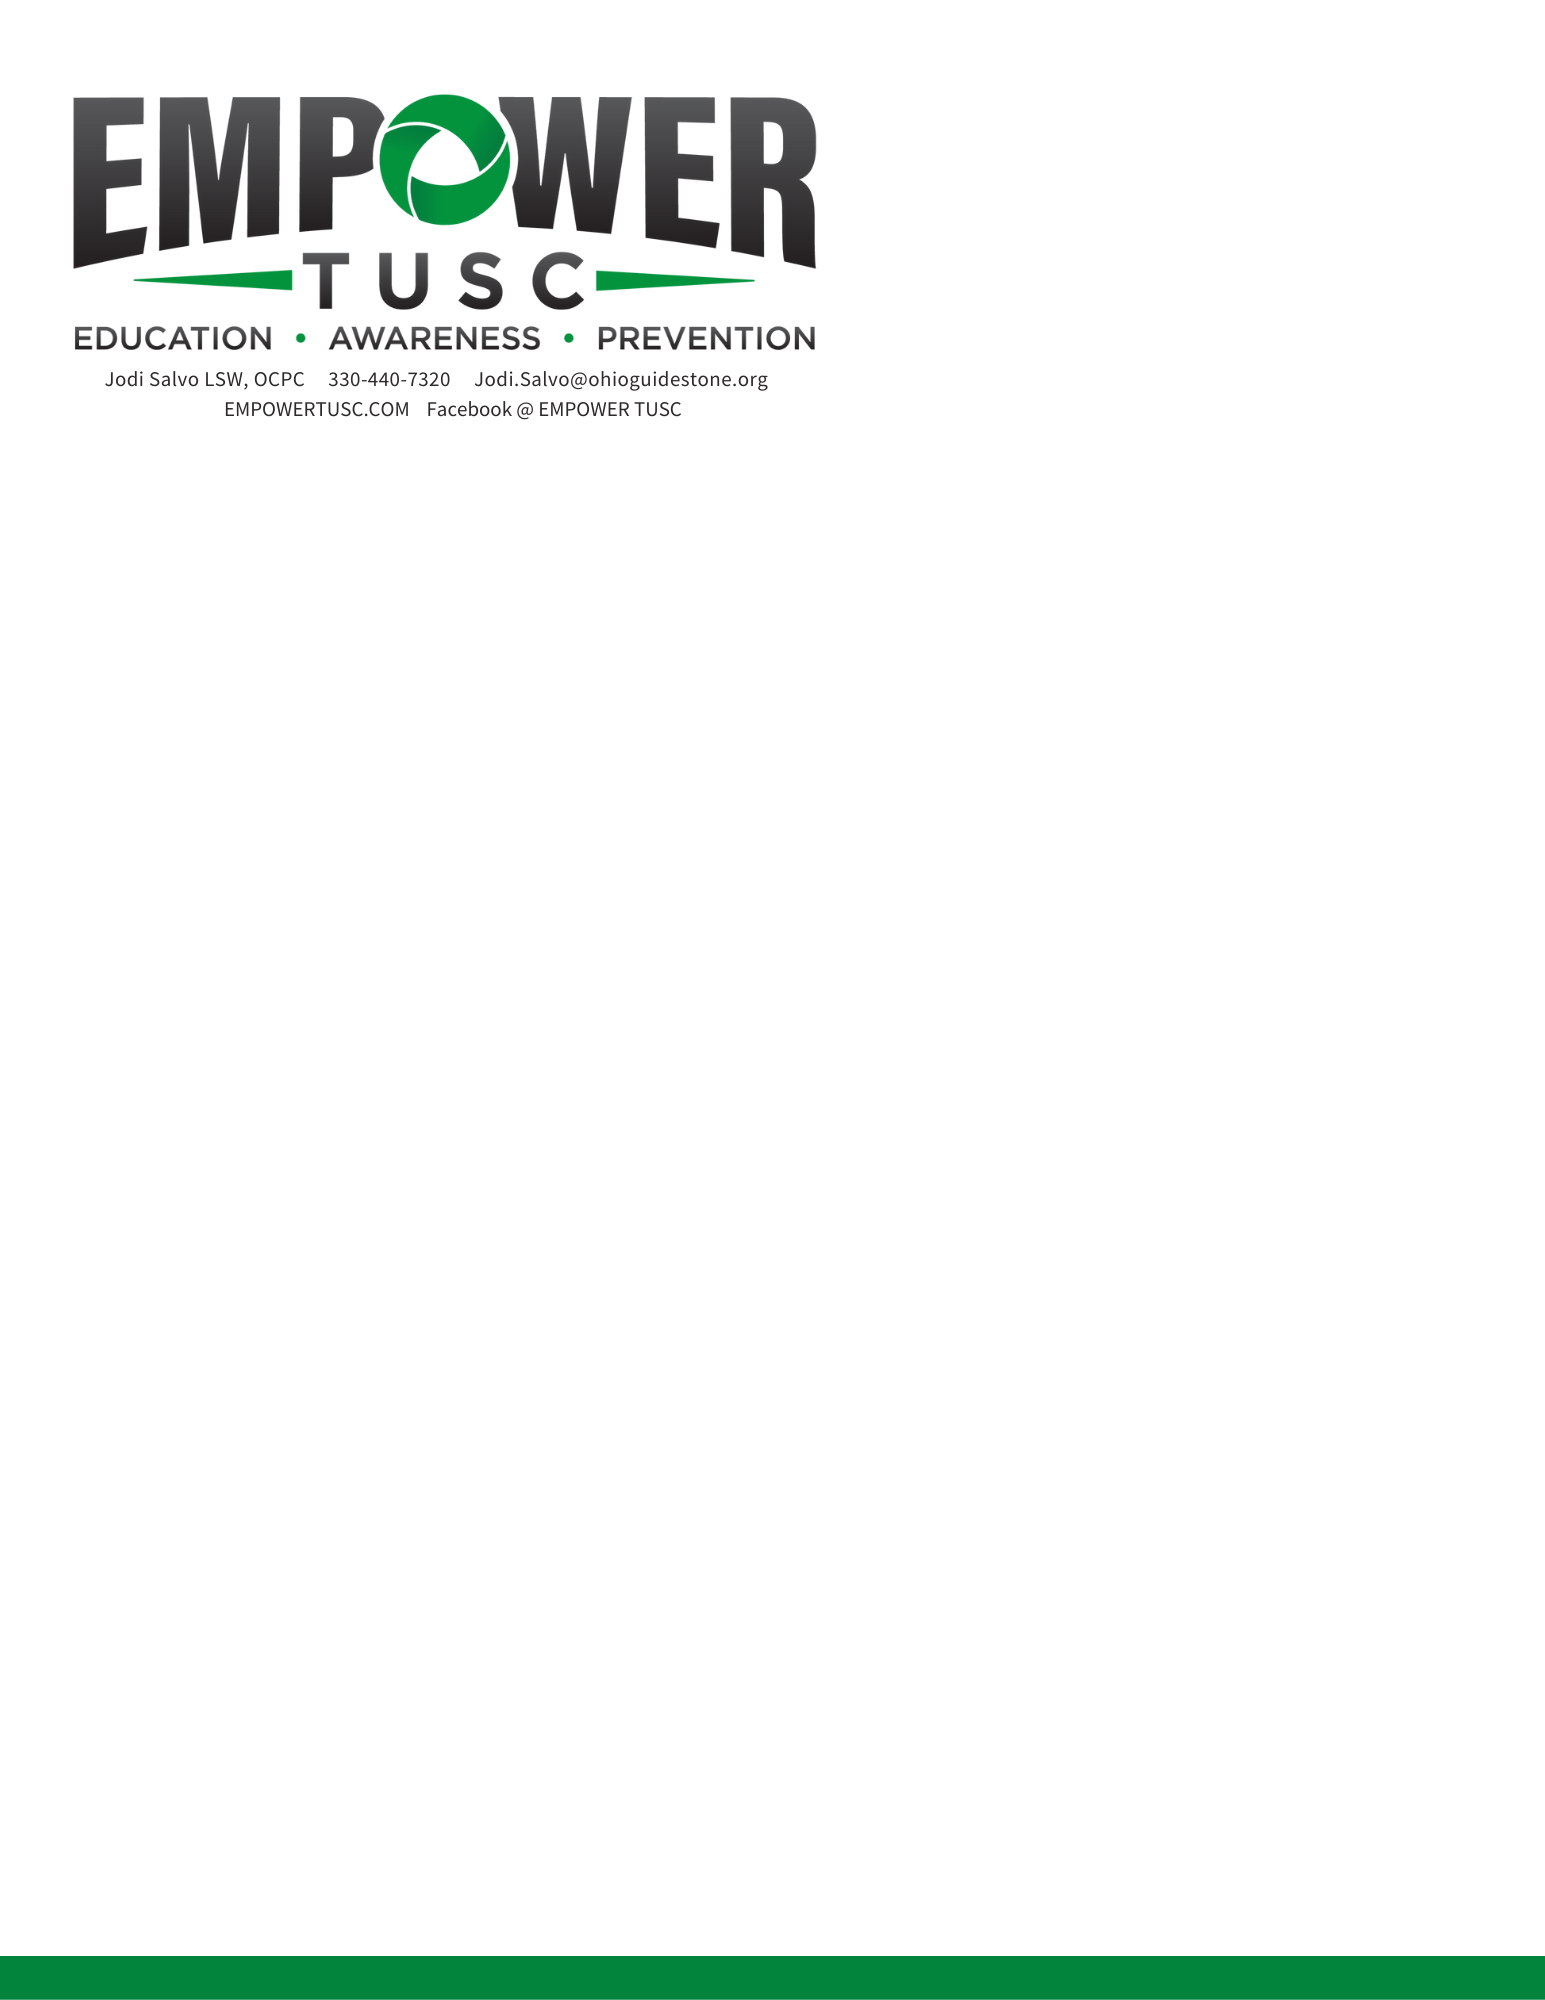 EMPOWER
TUSC
EDUCATION • AWARENESS • PREVENTION
Jodi Salvo LSW, OCPC 330-440-7320 Jodi.Salvo@ohioguidestone.org
EMPOWERTUSC.COM Facebook @ EMPOWER TUSC